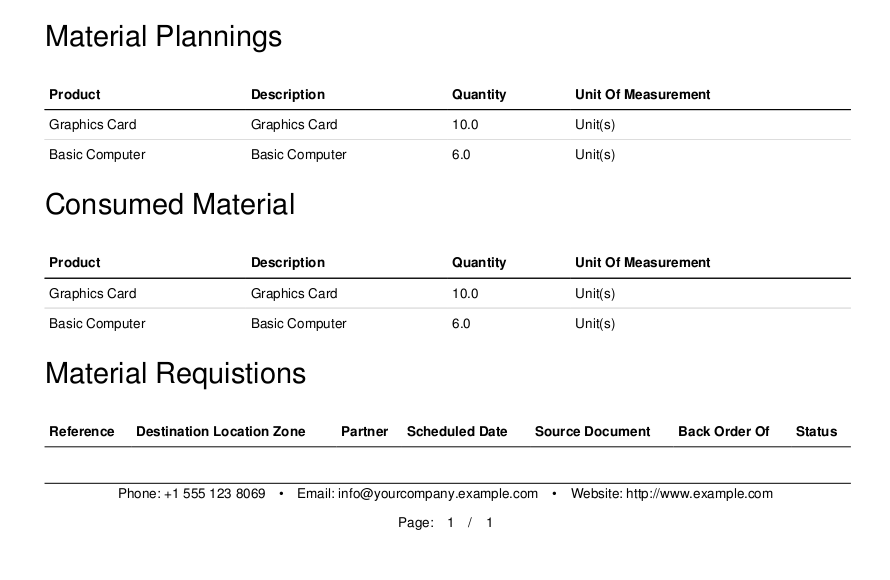 Material Plannings
Product Description Quantity Unit Of Measurement
Graphics Card Graphics Card 10.0 Unit(s)
Basic Computer Basic Computer 6.0 Unit(s)
Consumed Material
Product Description Quantity Unit Of Measurement
Graphics Card Graphics Card 10.0 Unit(s)
Basic Computer Basic Computer 6.0 Unit(s)
Material Requistions
Reference Destination Location Zone Partner Scheduled Date Source Document Back Order Of Status
Phone: +1 555 123 8069 • Email: info@yourcompany.example.com • Website: http://www.example.com
Page: 1 / 1